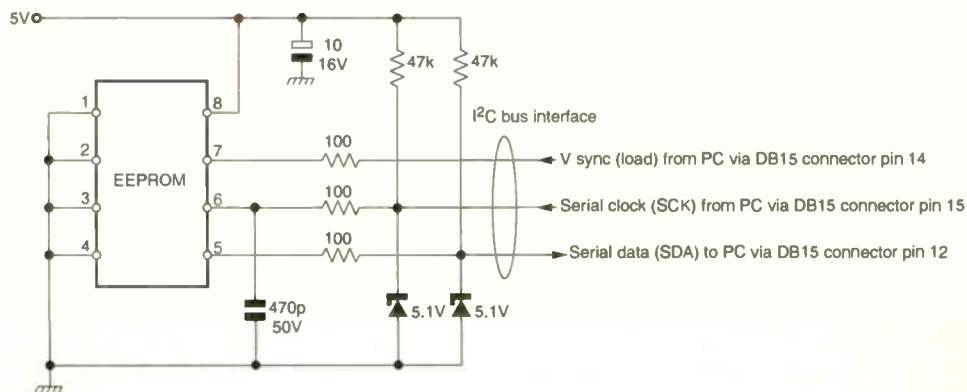 5V
10
16V
47k
47k
I²C bus interface
1
8
2
7
100
V sync (load) from PC via DB15 connector pin 14
EEPROM
3
6
100
Serial clock (SCK) from PC via DB15 connector pin 15
4
5
100
Serial data (SDA) to PC via DB15 connector pin 12
470p
50V
5.1V
5.1V